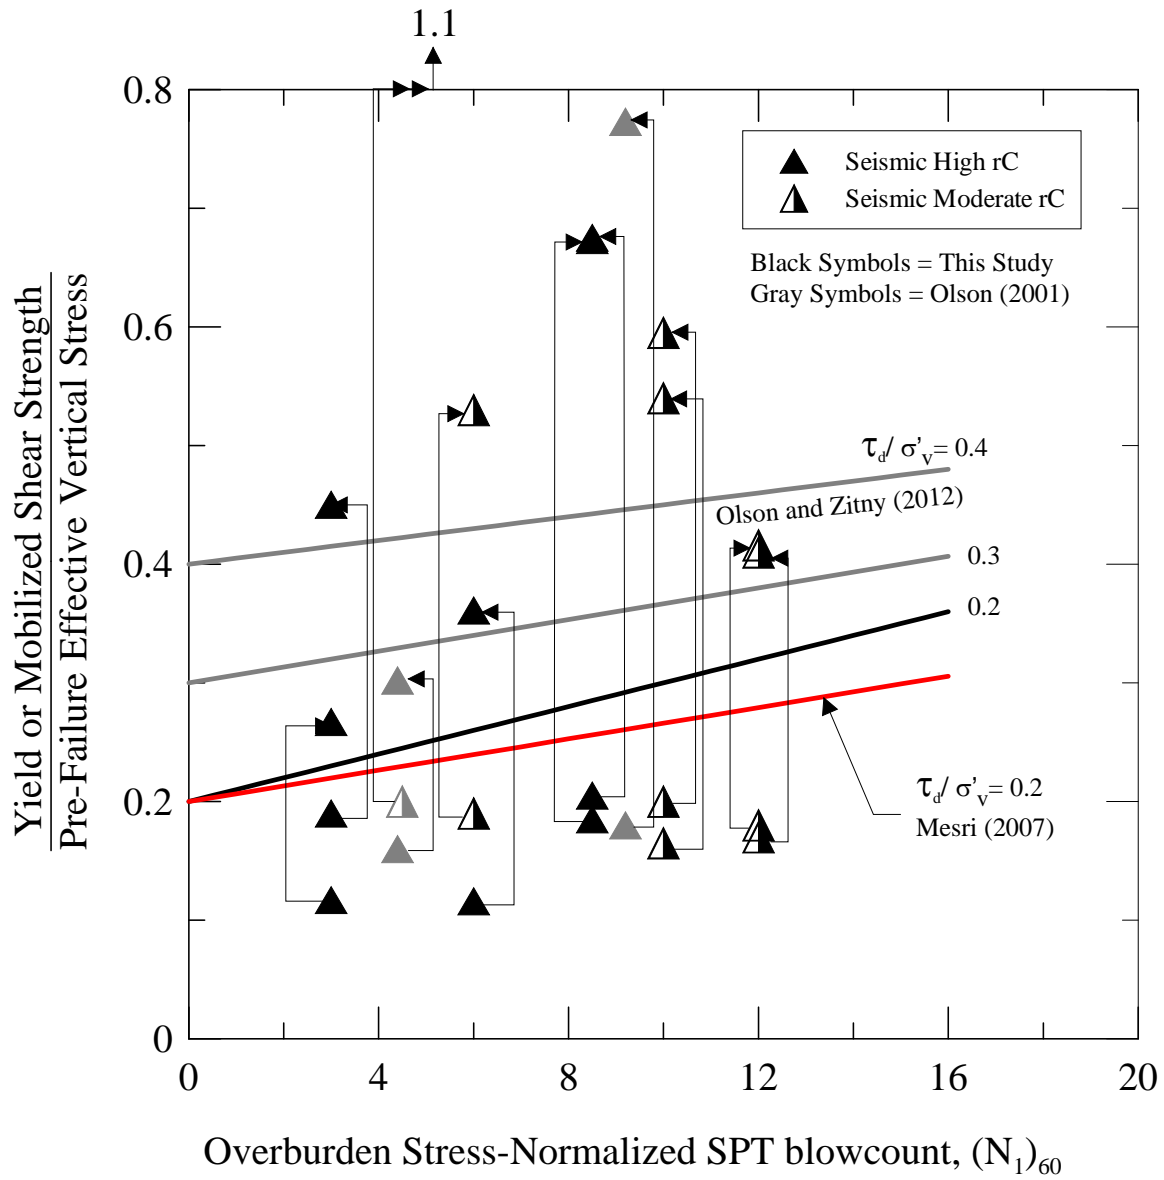 1.1
0.8
Seismic High rC
Seismic Moderate rC
Black Symbols = This Study
Gray Symbols = Olson (2001)
0.6
Yield or Mobilized Shear Strength
Pre-Failure Effective Vertical Stress
τd/ σ'v= 0.4
Olson and Zitny (2012)
0.4
0.3
0.2
0.2
τd/ σ'v= 0.2
Mesri (2007)
0
0 4 8 12 16 20
Overburden Stress-Normalized SPT blowcount, (N1)60